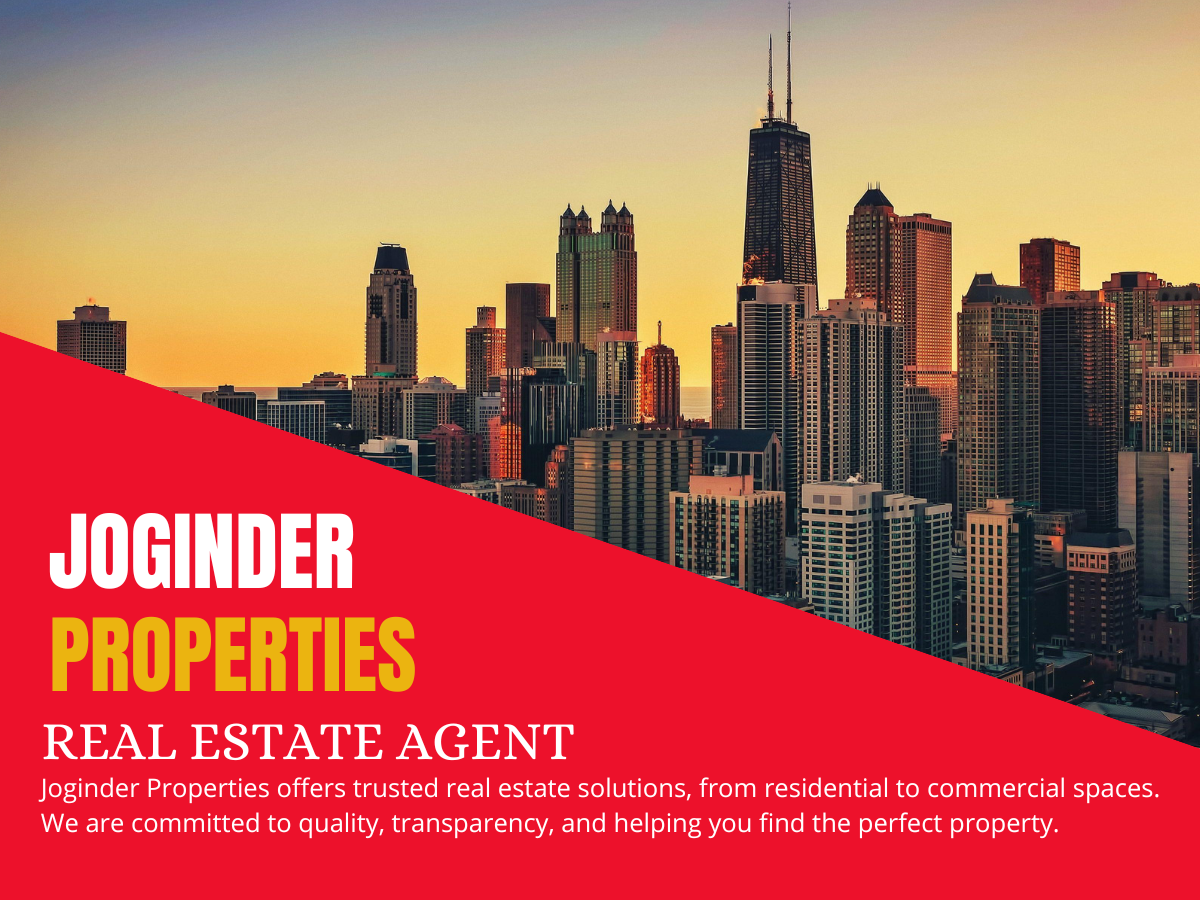 JOGINDER
PROPERTIES
REAL ESTATE AGENT
Joginder Properties offers trusted real estate solutions, from residential to commercial spaces.
We are committed to quality, transparency, and helping you find the perfect property.